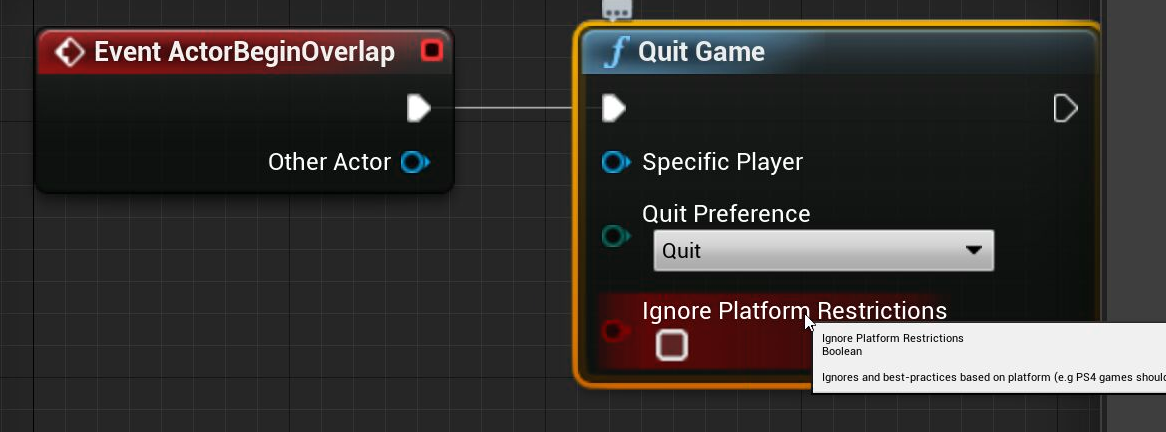 Event ActorBeginOverlap
Other Actor
Quit Game
Specific Player
Quit Preference
Quit
Ignore Platform Restrictions
Ignore Platform Restrictions
Boolean
Ignores and best-practices based on platform (e.g PS4 games should